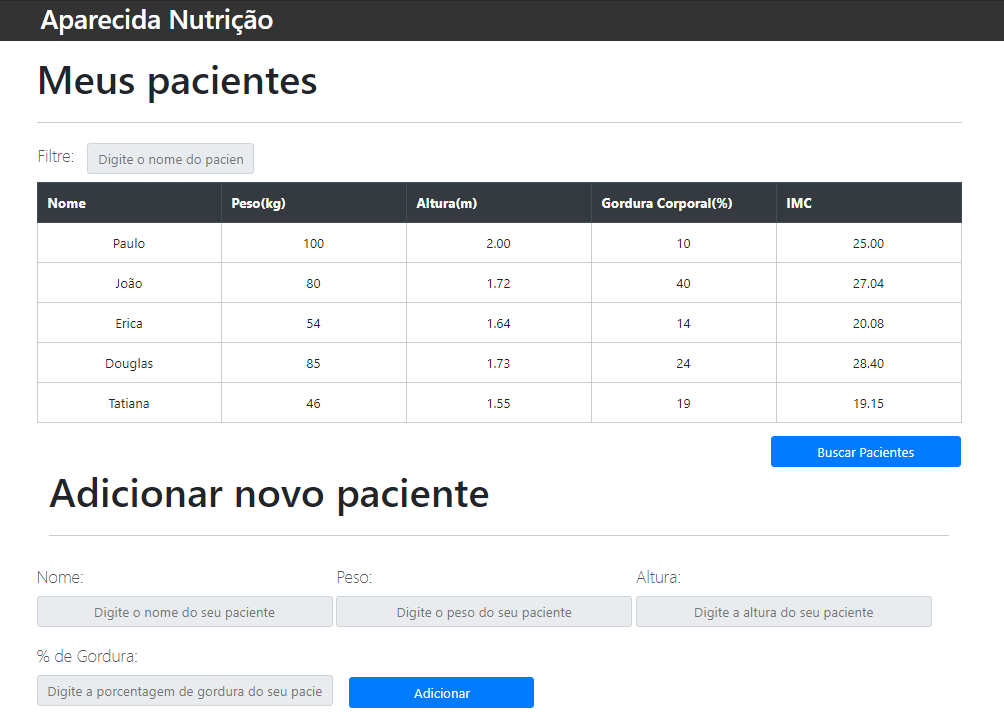 Aparecida Nutrição
Meus pacientes
Filtre: Digite o nome do pacien
Nome Peso(kg) Altura(m) Gordura Corporal(%) IMC
Paulo 100 2.00 10 25.00
João 80 1.72 40 27.04
Erica 54 1.64 14 20.08
Douglas 85 1.73 24 28.40
Tatiana 46 1.55 19 19.15
Buscar Pacientes
Adicionar novo paciente
Nome: Peso: Altura:
Digite o nome do seu paciente Digite o peso do seu paciente Digite a altura do seu paciente
% de Gordura:
Digite a porcentagem de gordura do seu pacie Adicionar